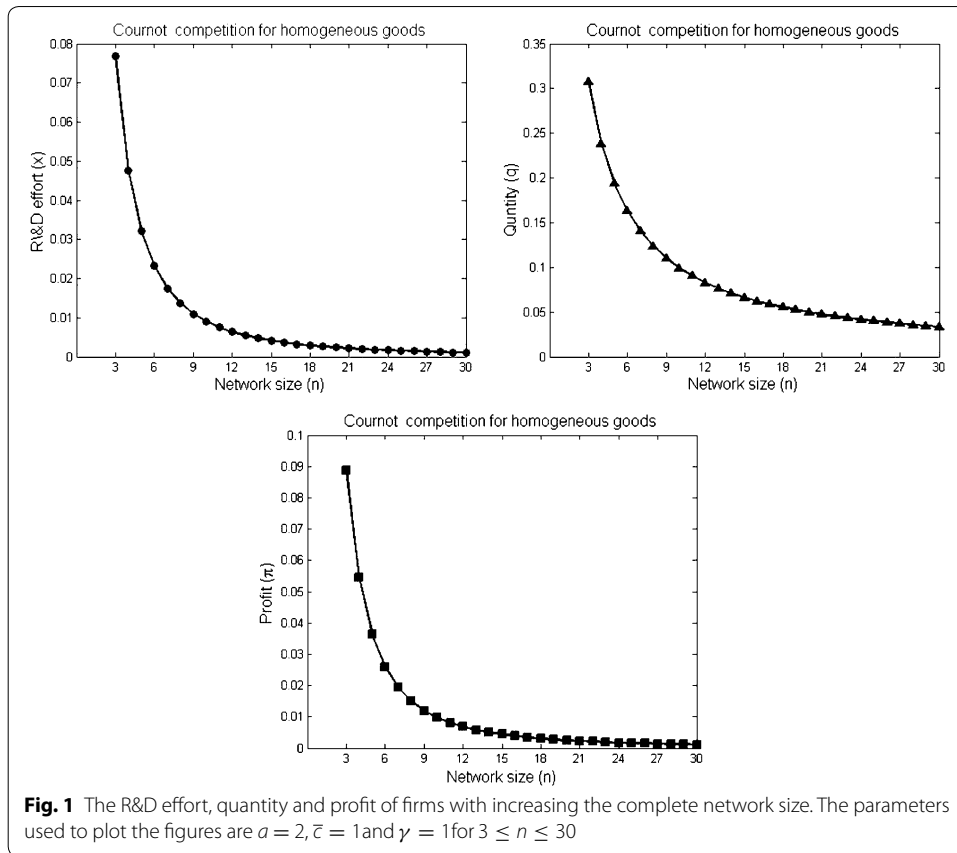 Cournot competition for homogeneous goods
0.08
0.07
0.06
0.05
0.04
0.03
0.02
0.01
0
R\&D effort (x)
3 6 9 12 15 18 21 24 27 30
Network size (n)
Cournot competition for homogeneous goods
0.35
0.3
0.25
0.2
0.15
0.1
0.05
0
Quntity (q)
3 6 9 12 15 18 21 24 27 30
Network size (n)
Cournot competition for homogeneous goods
0.1
0.09
0.08
0.07
0.06
0.05
0.04
0.03
0.02
0.01
0
Profit (π)
3 6 9 12 15 18 21 24 27 30
Network size (n)
Fig. 1 The R&D effort, quantity and profit of firms with increasing the complete network size. The parameters
used to plot the figures are a = 2, c̅ = 1and γ = 1for 3 ≤ n ≤ 30